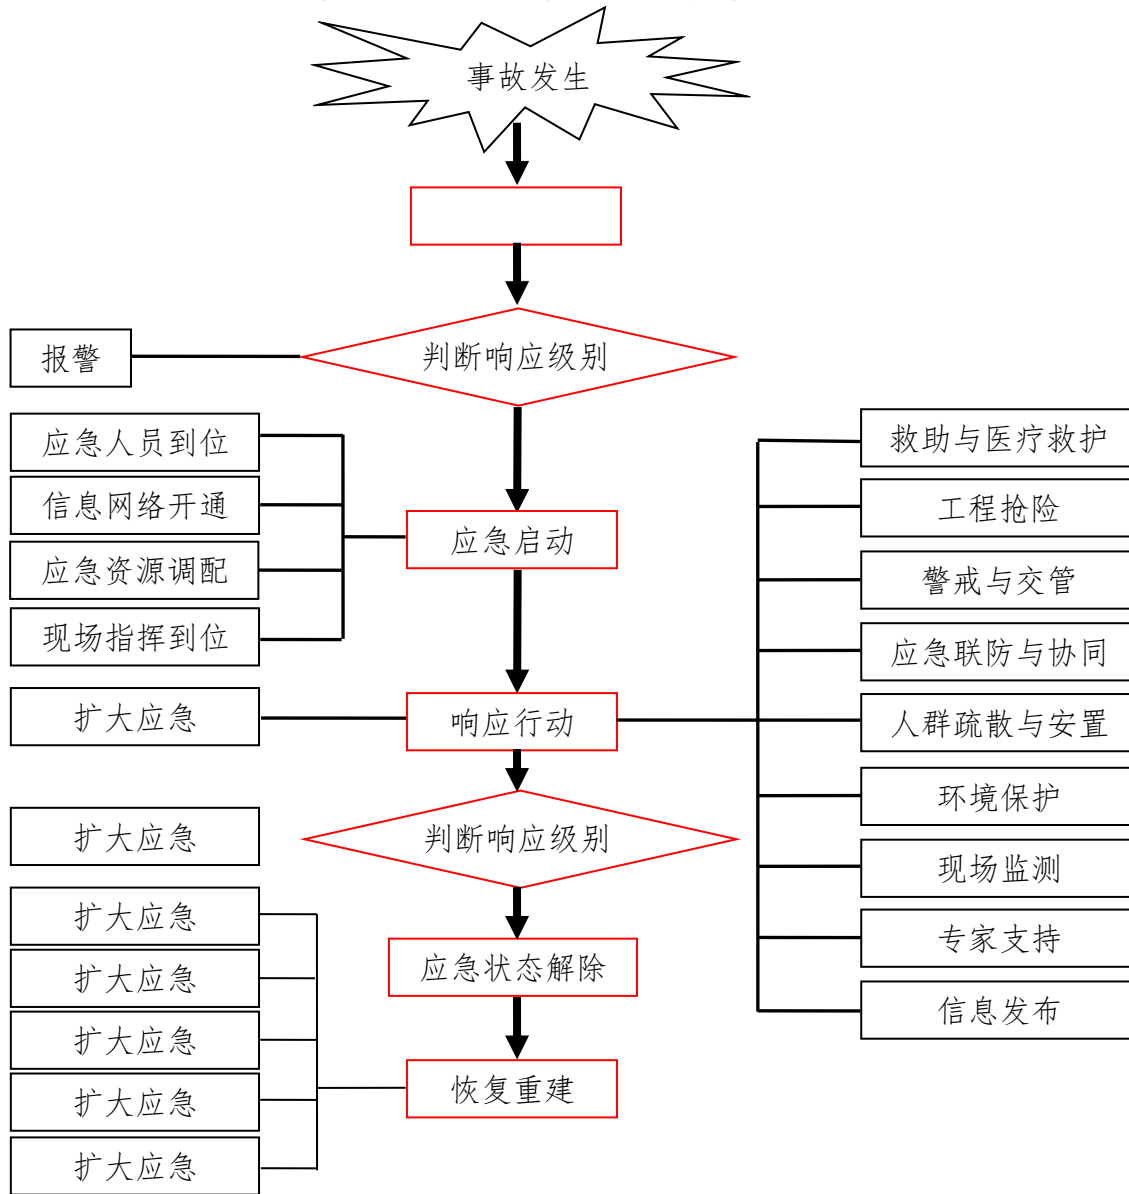 事故发生
判断响应级别
报警
应急人员到位
信息网络开通
应急资源调配
现场指挥到位
应急启动
扩大应急
响应行动
救助与医疗救护
工程抢险
警戒与交管
应急联防与协同
人群疏散与安置
环境保护
现场监测
专家支持
信息发布
扩大应急
判断响应级别
应急状态解除
扩大应急
扩大应急
扩大应急
扩大应急
扩大应急
恢复重建